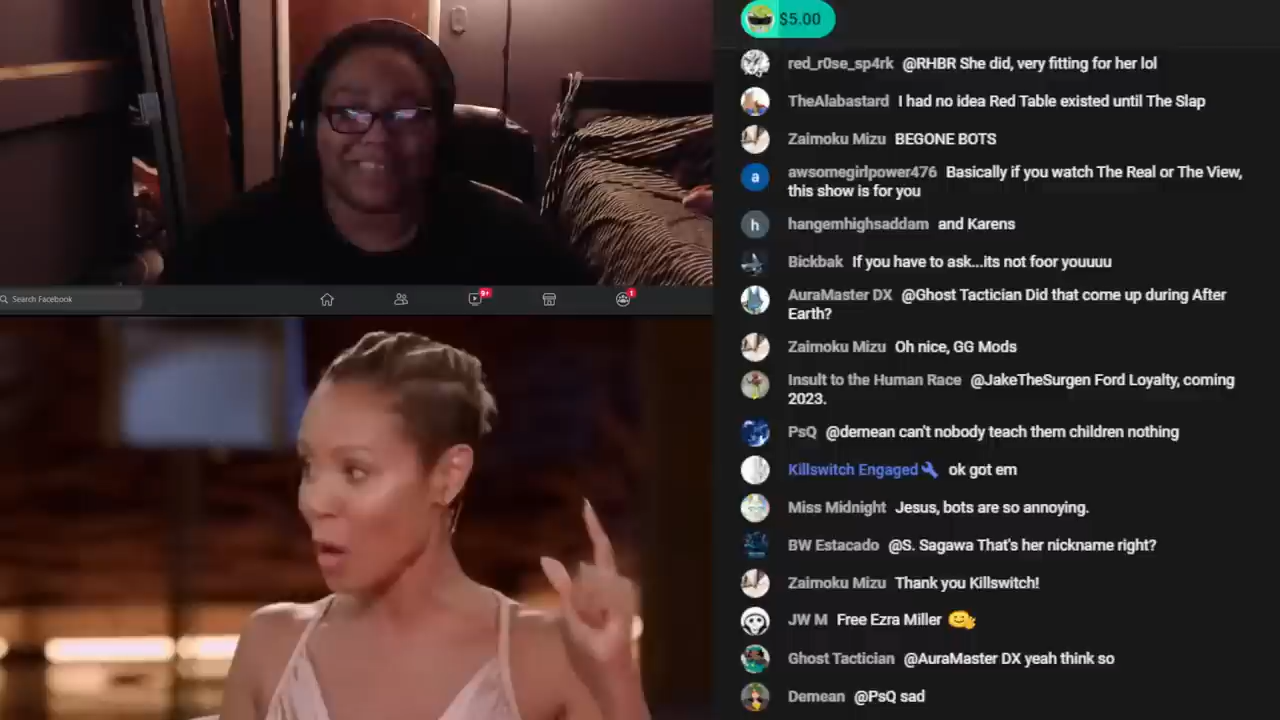 $5.00
red_r0se_sp4rk @RHBR She did, very fitting for her lol
TheAlabastard I had no idea Red Table existed until The Slap
Zaimoku Mizu BEGONE BOTS
awsomegirlpower476 Basically if you watch The Real or The View,
this show is for you
hangemhighsaddam and Karens
Bickbak If you have to ask...its not foor youuuu
AuraMaster DX @Ghost Tactician Did that come up during After
Earth?
Zaimoku Mizu Oh nice, GG Mods
Insult to the Human Race @JakeTheSurgen Ford Loyalty, coming
2023.
PsQ @demean can't nobody teach them children nothing
Killswitch Engaged ok got em
Miss Midnight Jesus, bots are so annoying.
BW Estacado @S. Sagawa That's her nickname right?
Zaimoku Mizu Thank you Killswitch!
JW M Free Ezra Miller
Ghost Tactician @AuraMaster DX yeah think so
Demean @PsQ sad
Search Facebook
9+
1
a
h